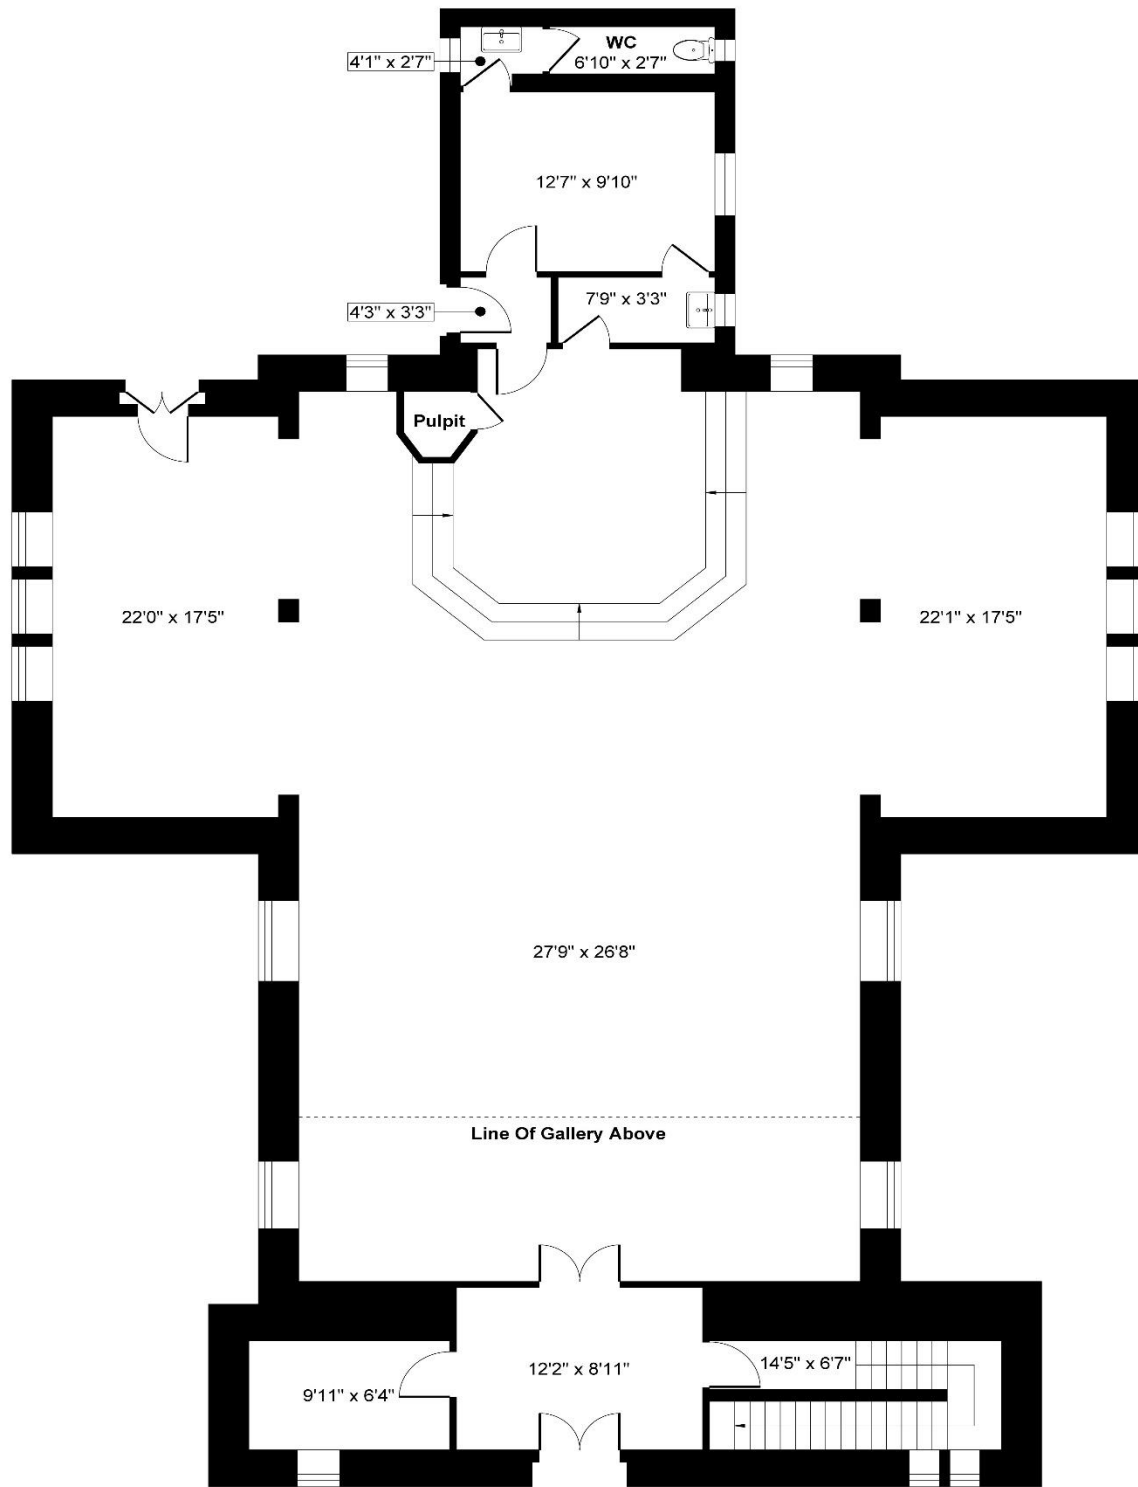 WC
4'1" x 2'7"
6'10" x 2'7"
12'7" x 9'10"
7'9" x 3'3"
4'3" x 3'3"
Pulpit
22'0" x 17'5"
22'1" x 17'5"
27'9" x 26'8"
Line Of Gallery Above
14'5" x 6'7"
12'2" x 8'11"
9'11" x 6'4"